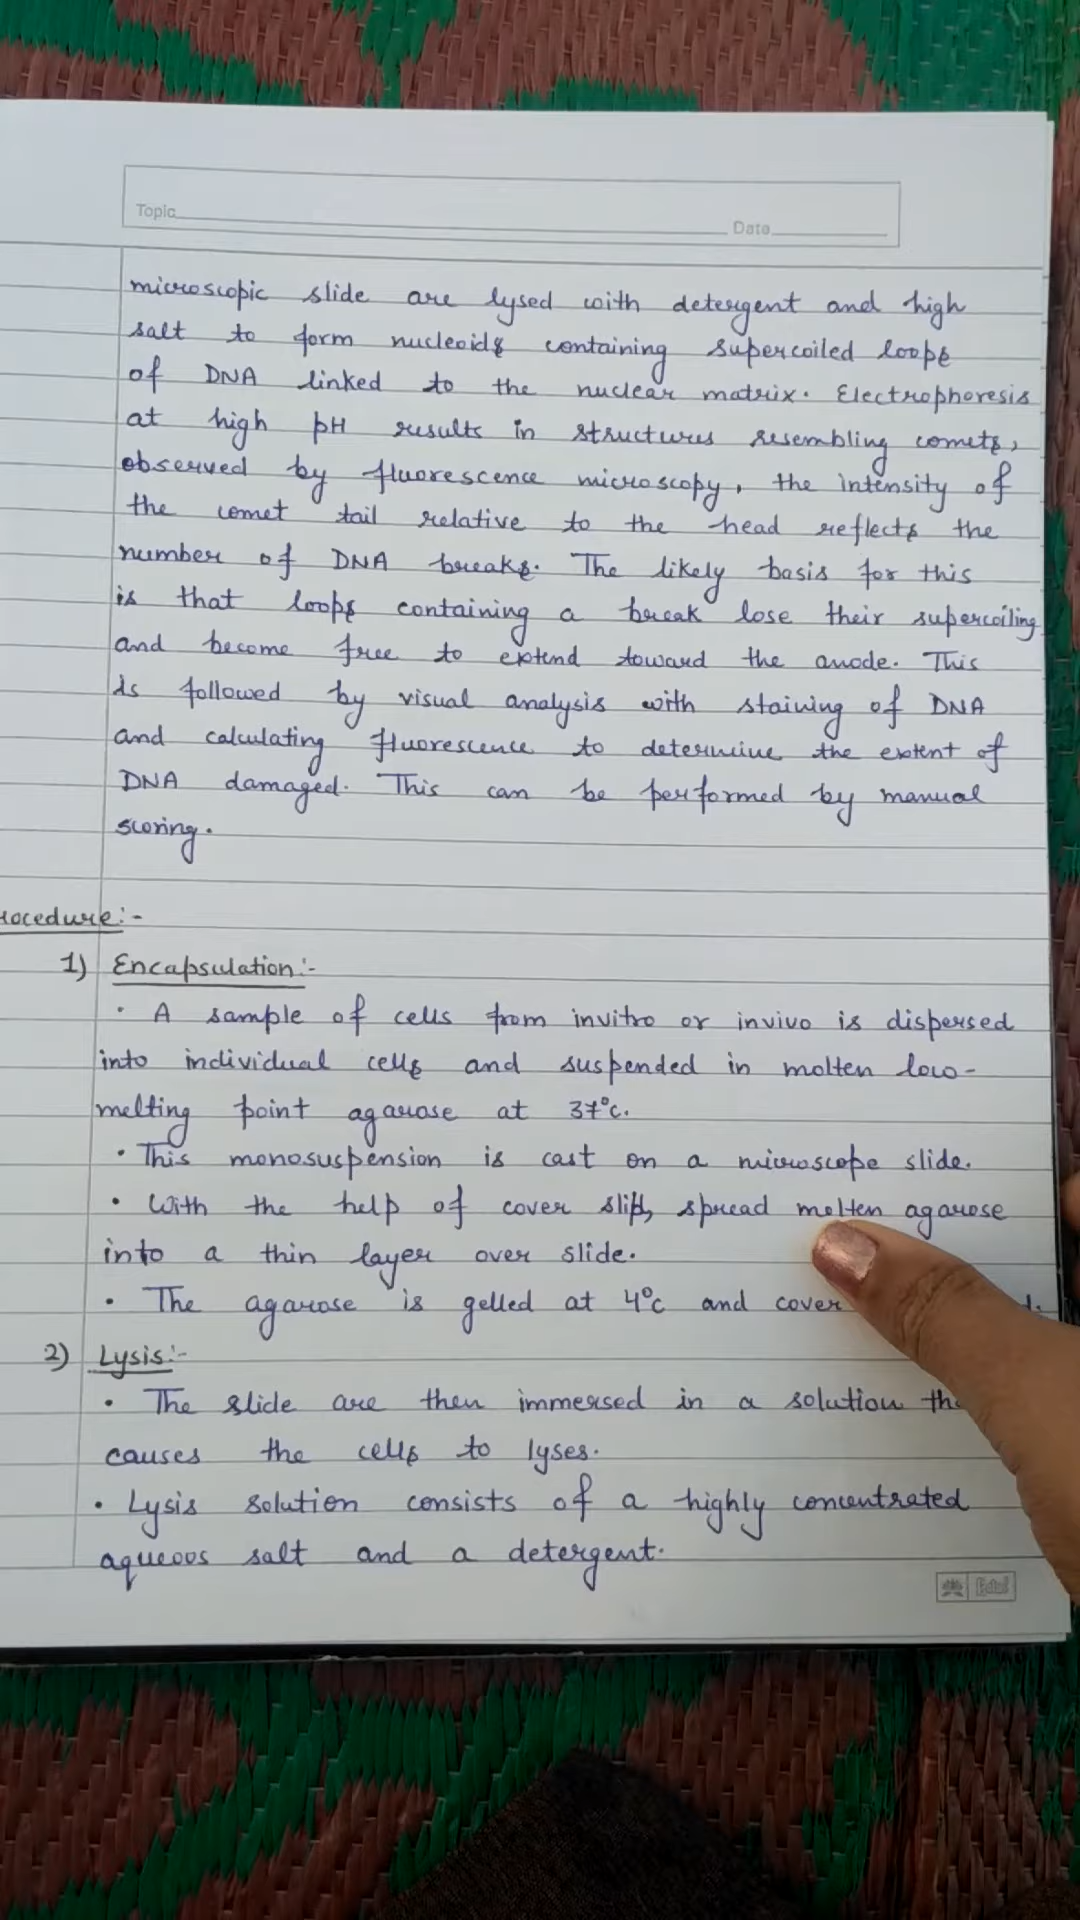 Topic Date
microscopic slide are lysed with detergent and high
salt to form nucleoids containing supercoiled loops
of DNA linked to the nuclear matrix. Electrophoresis
at high pH results in structures resembling comets,
observed by fluorescence microscopy, the intensity of
the comet tail relative to the head reflects the
number of DNA breaks. The likely basis for this
is that loops containing a break lose their supercoiling
and become free to extend toward the anode. This
is followed by visual analysis with staining of DNA
and calculating fluorescence to determine the extent of
DNA damaged. This can be performed by manual
scoring.
rocedure:-
1) Encapsulation:-
• A sample of cells from invitro or invivo is dispersed
into individual cells and suspended in molten low-
melting point agarose at 37°c.
• This monosuspension is cast on a microscope slide.
• With the help of cover slip, spread molten agarose
into a thin layer over slide.
• The agarose is gelled at 4°c and cover
2) Lysis:-
• The slide are then immersed in a solution th
causes the cells to lyses.
• Lysis solution consists of a highly concentrated
aqueous salt and a detergent.